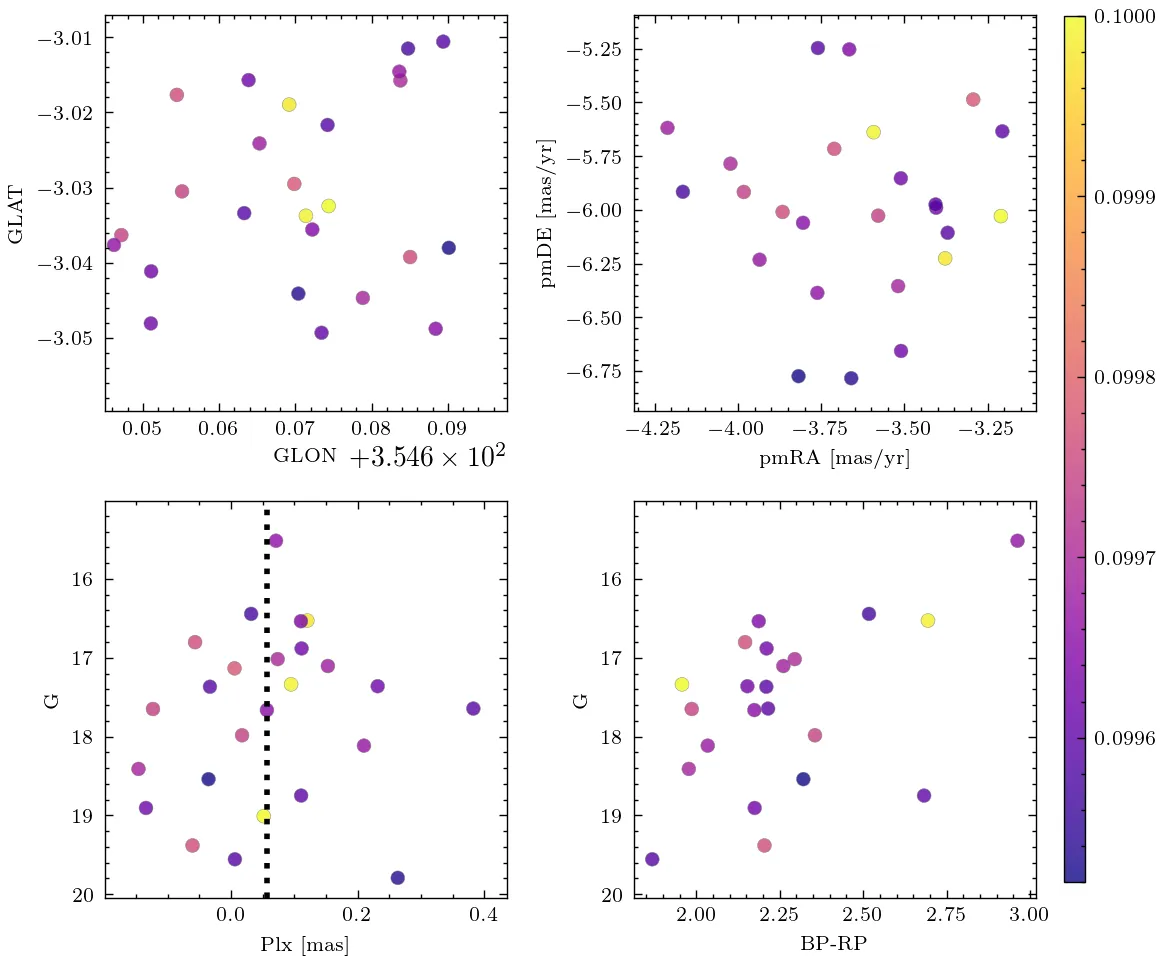 −3.01
−3.02
−3.03
−3.04
−3.05
GLAT
0.05 0.06 0.07 0.08 0.09
GLON +3.546 × 10²
−5.25
−5.50
−5.75
−6.00
−6.25
−6.50
−6.75
pmDE [mas/yr]
−4.25 −4.00 −3.75 −3.50 −3.25
pmRA [mas/yr]
0.1000
0.0999
0.0998
0.0997
0.0996
16
17
18
19
20
G
0.0 0.2 0.4
Plx [mas]
16
17
18
19
20
G
2.00 2.25 2.50 2.75 3.00
BP-RP